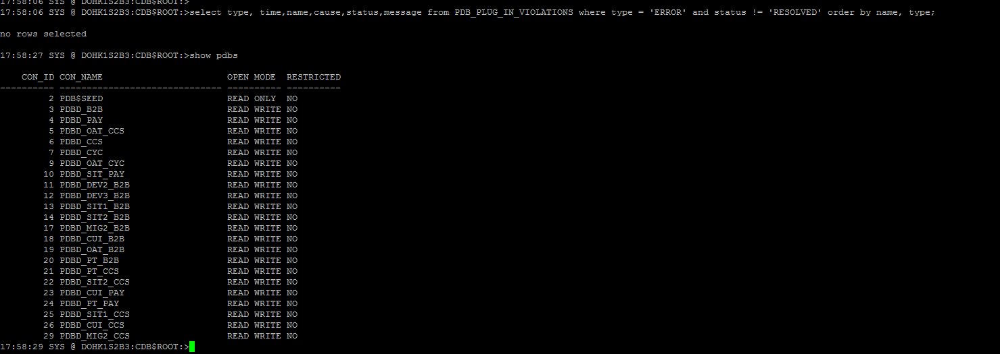 17:58:06 SYS @ DOHK1S2B3:CDB$ROOT:>
17:58:06 SYS @ DOHK1S2B3:CDB$ROOT:>select type, time,name,cause,status,message from PDB_PLUG_IN_VIOLATIONS where type = 'ERROR' and status != 'RESOLVED' order by name, type;
no rows selected
17:58:27 SYS @ DOHK1S2B3:CDB$ROOT:>show pdbs
    CON_ID CON_NAME                       OPEN MODE  RESTRICTED
---------- ------------------------------ ---------- ----------
         2 PDB$SEED                       READ ONLY  NO
         3 PDBD_B2B                       READ WRITE NO
         4 PDBD_PAY                       READ WRITE NO
         5 PDBD_OAT_CCS                   READ WRITE NO
         6 PDBD_CCS                       READ WRITE NO
         7 PDBD_CYC                       READ WRITE NO
         9 PDBD_OAT_CYC                   READ WRITE NO
        10 PDBD_SIT_PAY                   READ WRITE NO
        11 PDBD_DEV2_B2B                  READ WRITE NO
        12 PDBD_DEV3_B2B                  READ WRITE NO
        13 PDBD_SIT1_B2B                  READ WRITE NO
        14 PDBD_SIT2_B2B                  READ WRITE NO
        17 PDBD_MIG2_B2B                  READ WRITE NO
        18 PDBD_CUI_B2B                   READ WRITE NO
        19 PDBD_OAT_B2B                   READ WRITE NO
        20 PDBD_PT_B2B                    READ WRITE NO
        21 PDBD_PT_CCS                    READ WRITE NO
        22 PDBD_SIT2_CCS                  READ WRITE NO
        23 PDBD_CUI_PAY                   READ WRITE NO
        24 PDBD_PT_PAY                    READ WRITE NO
        25 PDBD_SIT1_CCS                  READ WRITE NO
        26 PDBD_CUI_CCS                   READ WRITE NO
        29 PDBD_MIG2_CCS                  READ WRITE NO
17:58:29 SYS @ DOHK1S2B3:CDB$ROOT:>